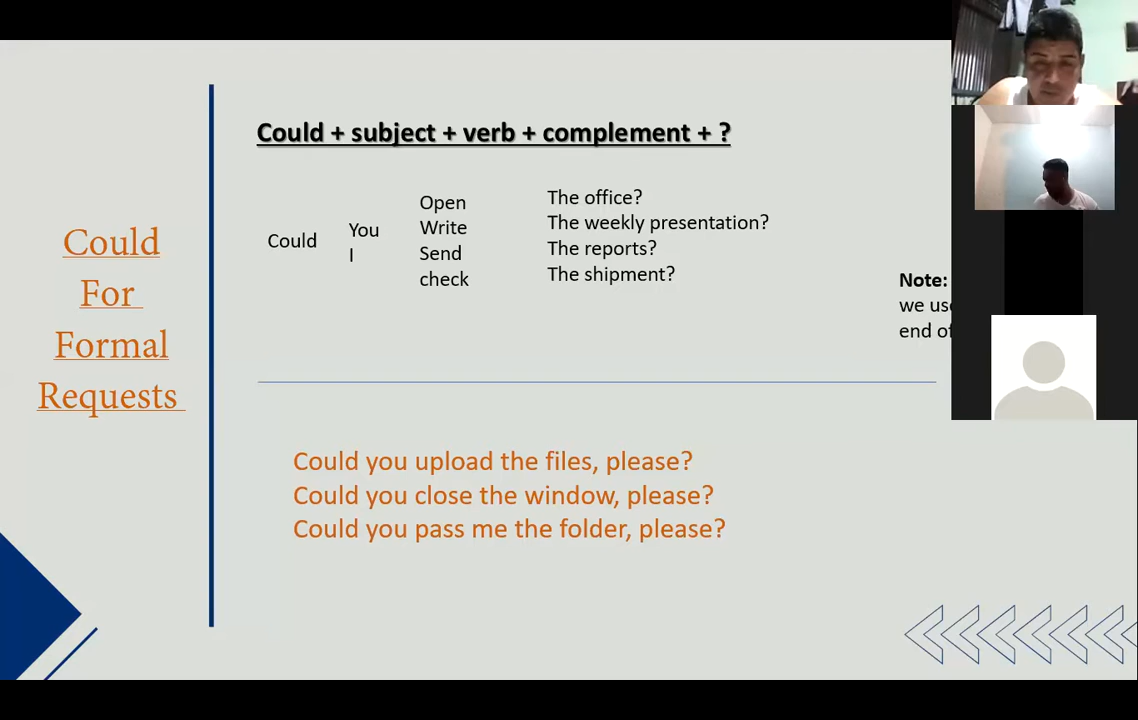 Could
For
Formal
Requests
Could + subject + verb + complement + ?
Could
You
I
Open
Write
Send
check
The office?
The weekly presentation?
The reports?
The shipment?
Note:
we
end
Could you upload the files, please?
Could you close the window, please?
Could you pass me the folder, please?